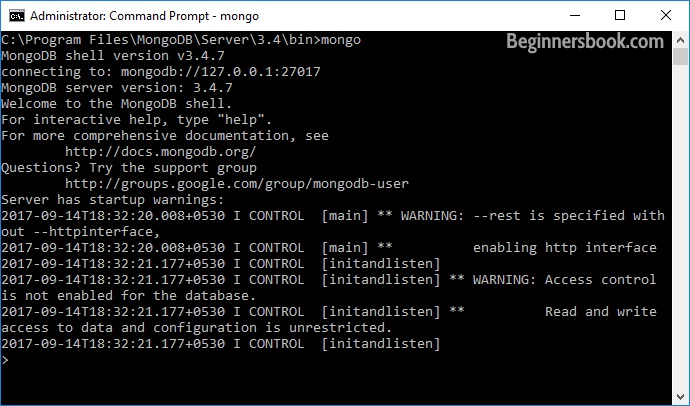 Administrator: Command Prompt - mongo
C:\Program Files\MongoDB\Server\3.4\bin>mongo
Beginnersbook.com
MongoDB shell version v3.4.7
connecting to: mongodb://127.0.0.1:27017
MongoDB server version: 3.4.7
Welcome to the MongoDB shell.
For interactive help, type "help".
For more comprehensive documentation, see
        http://docs.mongodb.org/
Questions? Try the support group
        http://groups.google.com/group/mongodb-user
Server has startup warnings:
2017-09-14T18:32:20.008+0530 I CONTROL  [main] ** WARNING: --rest is specified with
out --httpinterface,
2017-09-14T18:32:20.008+0530 I CONTROL  [main] **          enabling http interface
2017-09-14T18:32:21.177+0530 I CONTROL  [initandlisten]
2017-09-14T18:32:21.177+0530 I CONTROL  [initandlisten] ** WARNING: Access control
is not enabled for the database.
2017-09-14T18:32:21.177+0530 I CONTROL  [initandlisten] **          Read and write
access to data and configuration is unrestricted.
2017-09-14T18:32:21.177+0530 I CONTROL  [initandlisten]
>